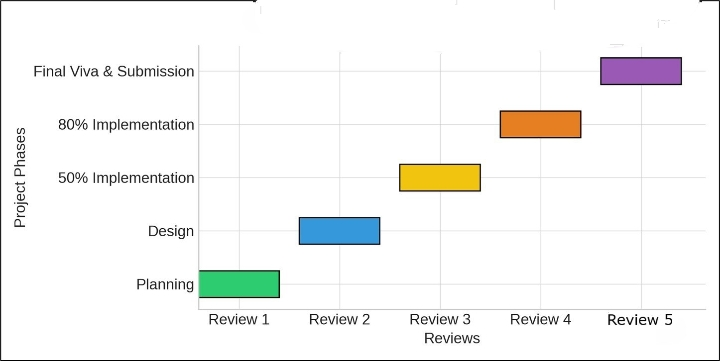 Final Viva & Submission
80% Implementation
50% Implementation
Design
Planning
Project Phases
Review 1 Review 2 Review 3 Review 4 Review 5
Reviews